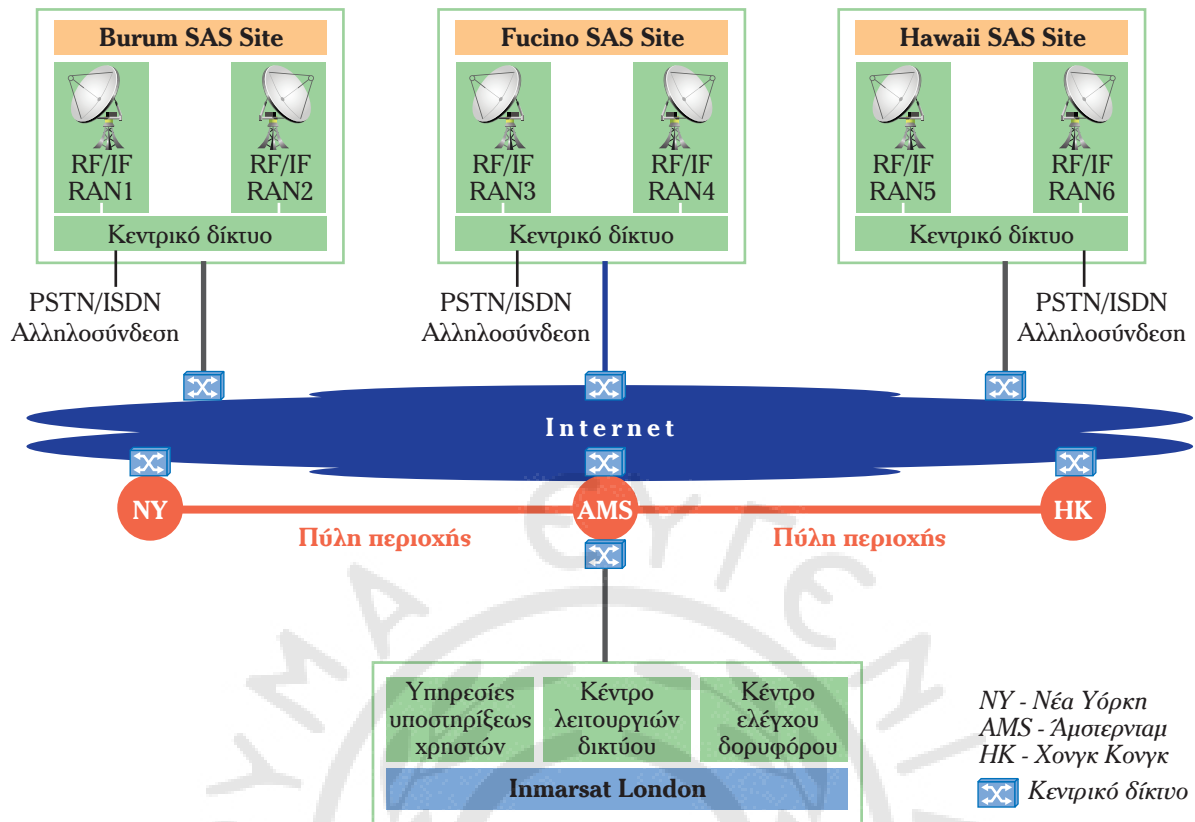 Burum SAS Site
Fucino SAS Site
Hawaii SAS Site
RF/IF
RAN1
RF/IF
RAN2
RF/IF
RAN3
RF/IF
RAN4
RF/IF
RAN5
RF/IF
RAN6
Κεντρικό δίκτυο
Κεντρικό δίκτυο
Κεντρικό δίκτυο
PSTN/ISDN
Αλληλοσύνδεση
PSTN/ISDN
Αλληλοσύνδεση
PSTN/ISDN
Αλληλοσύνδεση
Internet
NY
AMS
HK
Πύλη περιοχής
Πύλη περιοχής
Υπηρεσίες
υποστηρίξεως
χρηστών
Κέντρο
λειτουργιών
δικτύου
Κέντρο
ελέγχου
δορυφόρου
Inmarsat London
NY - Νέα Υόρκη
AMS - Άμστερνταμ
HK - Χονγκ Κονγκ
Κεντρικό δίκτυο